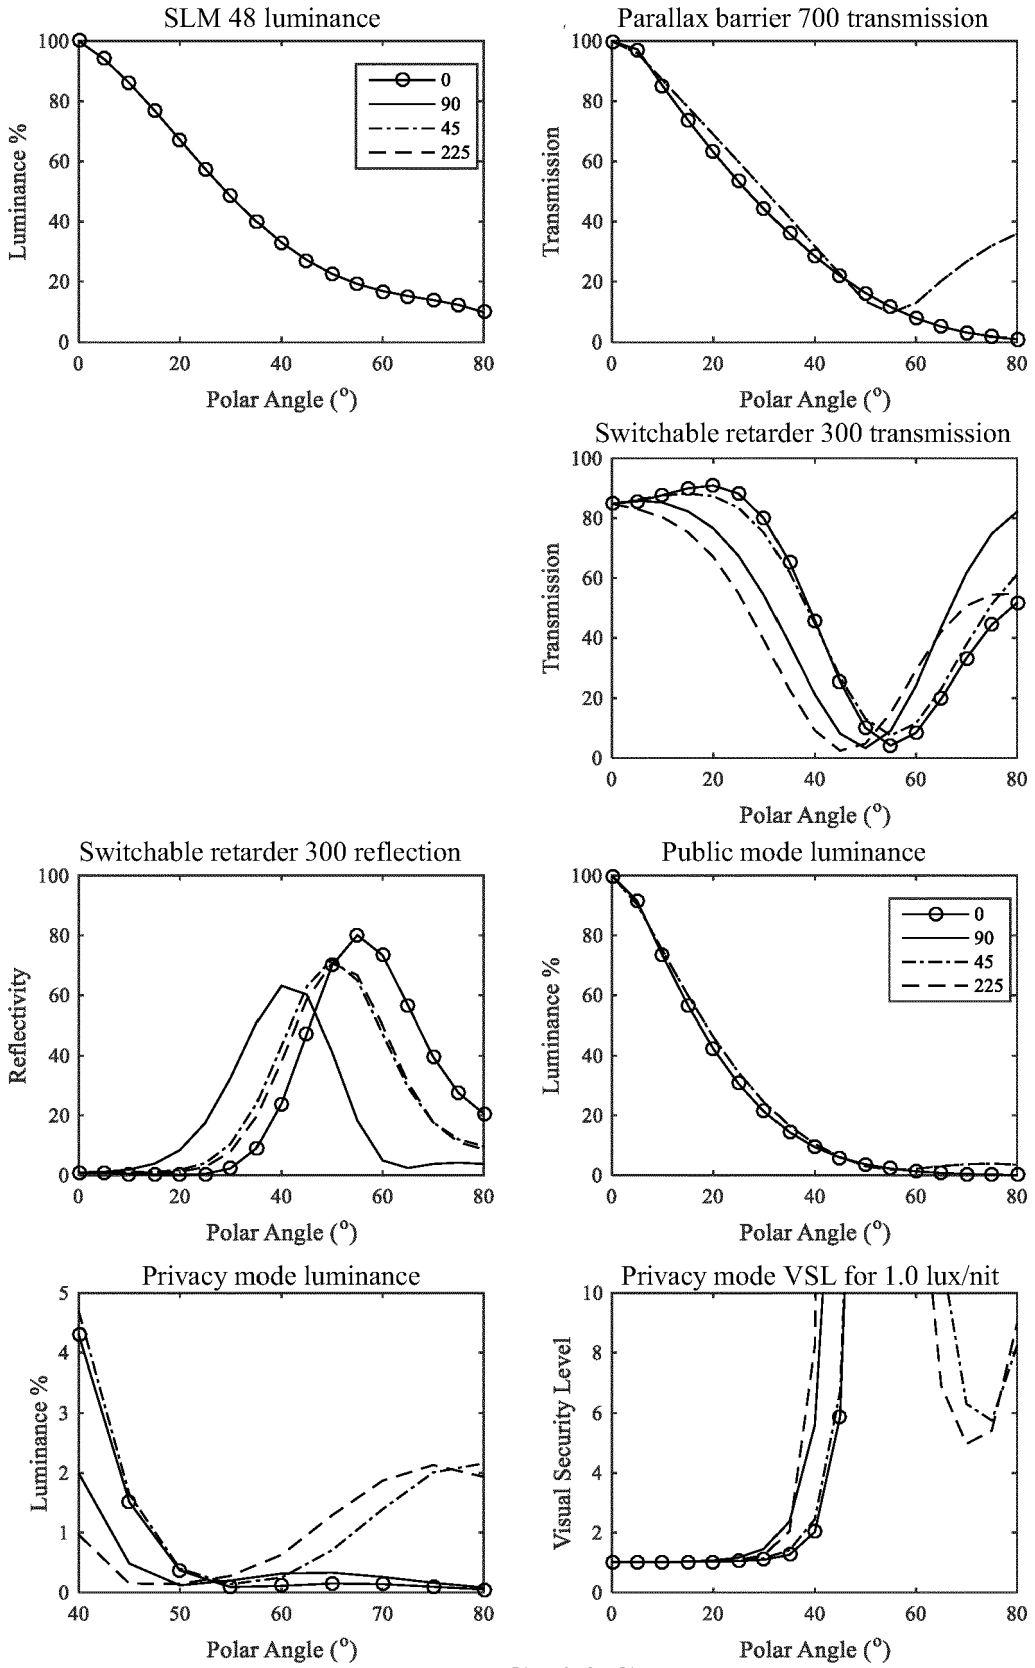 SLM 48 luminance
Luminance %
100
80
60
40
20
0
0
90
45
225
0 20 40 60 80
Polar Angle (o)
Parallax barrier 700 transmission
Transmission
100
80
60
40
20
0
0 20 40 60 80
Polar Angle (o)
Switchable retarder 300 transmission
Transmission
100
80
60
40
20
0
0 20 40 60 80
Polar Angle (o)
Switchable retarder 300 reflection
Reflectivity
100
80
60
40
20
0
0 20 40 60 80
Polar Angle (o)
Public mode luminance
Luminance %
100
80
60
40
20
0
0
90
45
225
0 20 40 60 80
Polar Angle (o)
Privacy mode luminance
Luminance %
5
4
3
2
1
0
40 50 60 70 80
Polar Angle (o)
Privacy mode VSL for 1.0 lux/nit
Visual Security Level
10
8
6
4
2
0
0 20 40 60 80
Polar Angle (o)